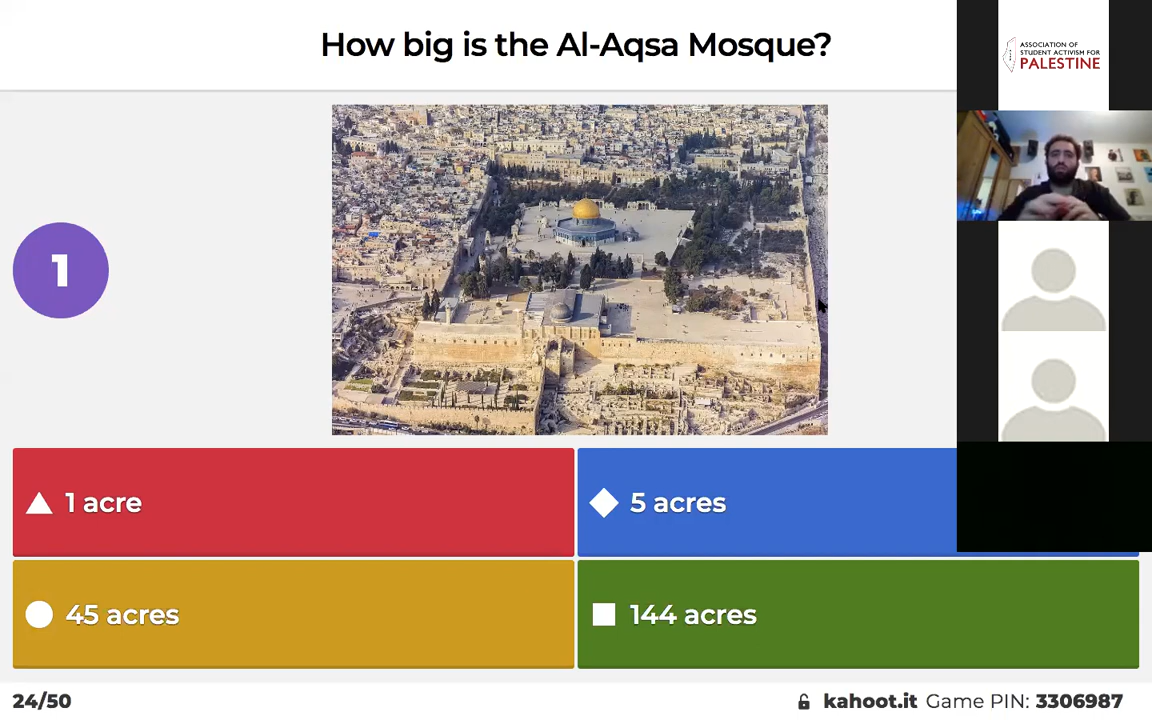 How big is the Al-Aqsa Mosque?
ASSOCIATION OF
STUDENT ACTIVISM FOR
PALESTINE
1
1 acre
5 acres
45 acres
144 acres
24/50
kahoot.it Game PIN: 3306987